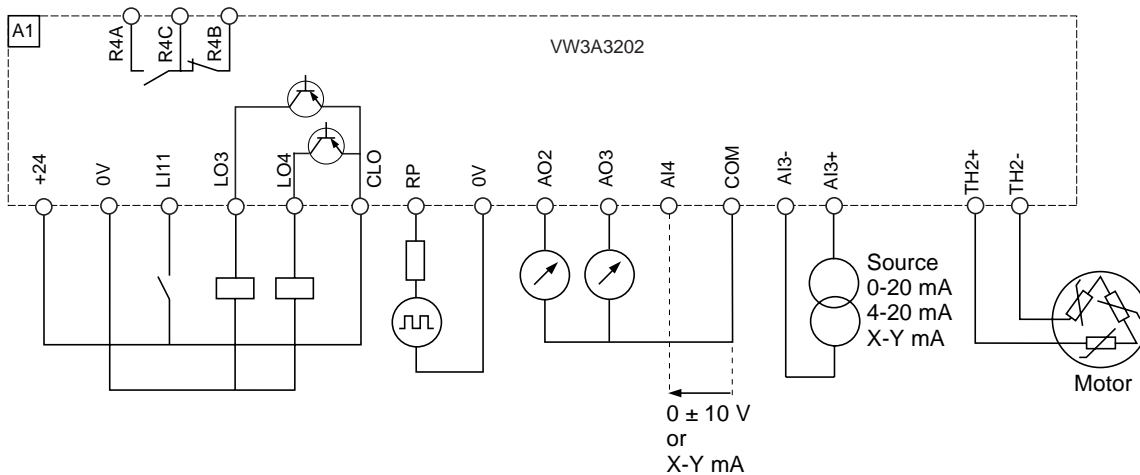 A1
R4A
R4C
R4B
VW3A3202
+24
0V
LI11
LO3
LO4
CLO
RP
0V
AO2
AO3
AI4
COM
AI3-
AI3+
TH2+
TH2-
Source
0-20 mA
4-20 mA
X-Y mA
Motor
0 ± 10 V
or
X-Y mA